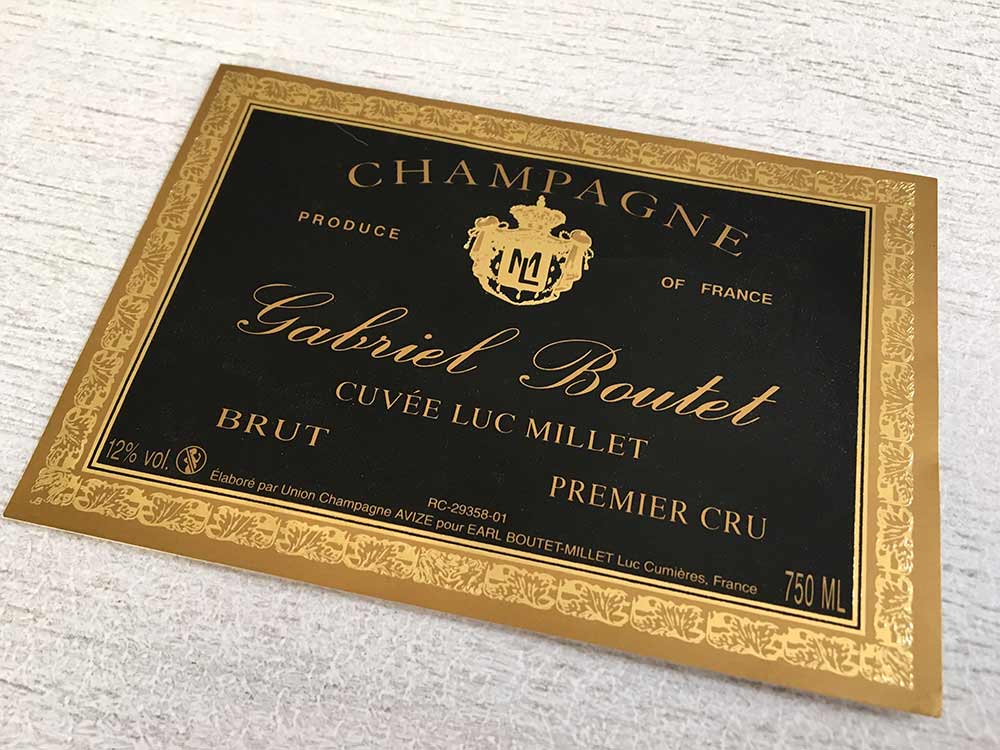 CHAMPAGNE
PRODUCE
OF FRANCE
ML
Gabriel Boutet
CUVÉE LUC MILLET
BRUT
PREMIER CRU
12% vol.
RC-29358-01
Élaboré par Union Champagne AVIZE pour EARL BOUTET-MILLET Luc Cumières, France
750 ML